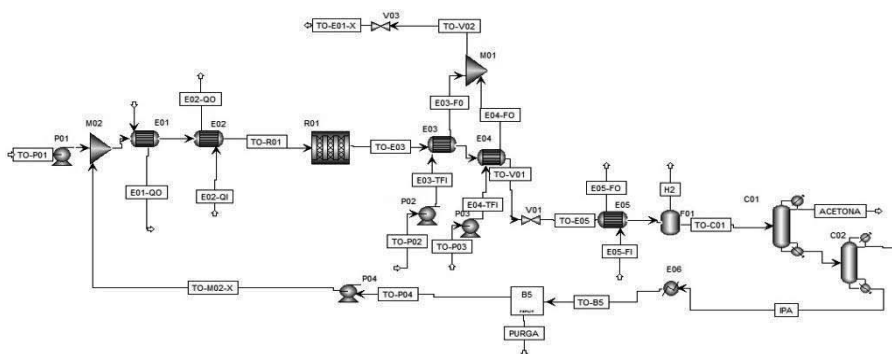 TO-E01-X
V03
TO-V02
M01
E02-QO
E03-F0
E04-FO
P01
M02
E01
E02
TO-R01
R01
TO-E03
E03
E04
TO-P01
TO-V01
E03-TFI
E01-QO
E02-QI
P02
E04-TFI
P03
V01
TO-E05
E05-FO
E05
H2
F01
TO-C01
C01
ACETONA
C02
TO-P02
TO-P03
E05-FI
TO-M02-X
P04
TO-P04
B5
TO-B5
E06
IPA
PURGA